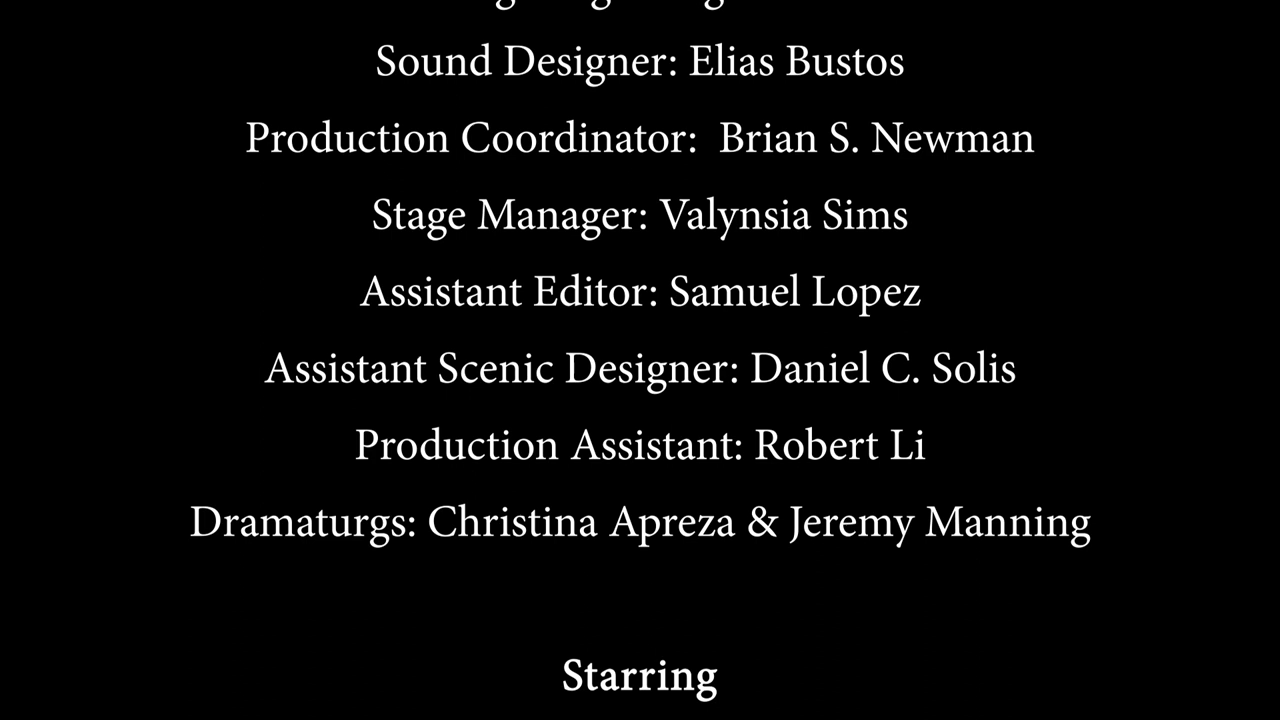 Sound Designer: Elias Bustos
Production Coordinator:  Brian S. Newman
Stage Manager: Valynsia Sims
Assistant Editor: Samuel Lopez
Assistant Scenic Designer: Daniel C. Solis
Production Assistant: Robert Li
Dramaturgs: Christina Apreza & Jeremy Manning
Starring